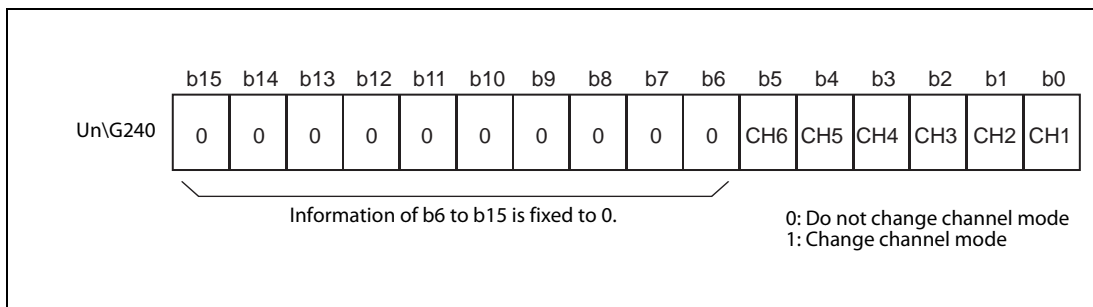 b15 b14 b13 b12 b11 b10 b9 b8 b7 b6 b5 b4 b3 b2 b1 b0
Un\G240 0 0 0 0 0 0 0 0 0 0 CH6 CH5 CH4 CH3 CH2 CH1
Information of b6 to b15 is fixed to 0.
0: Do not change channel mode
1: Change channel mode